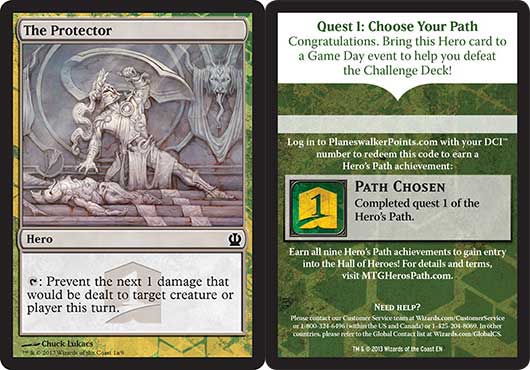 The Protector
Hero
: Prevent the next 1 damage that
would be dealt to target creature or
player this turn.
Chuck Lukacs
™ & © 2013 Wizards of the Coast 1a/9
Quest 1: Choose Your Path
Congratulations. Bring this Hero card to
a Game Day event to help you defeat
the Challenge Deck!
Log in to PlaneswalkerPoints.com with your DCI™
number to redeem this code to earn a
Hero's Path achievement:
1
Path Chosen
Completed quest 1 of the
Hero's Path.
Earn all nine Hero's Path achievements to gain entry
into the Hall of Heroes! For details and terms,
visit MTGHerosPath.com.
Need help?
Please contact our Customer Service team at Wizards.com/CustomerService
or 1-800-324-6496 (within the US and Canada) or 1-425-204-8069. In other
countries, please refer to the Global Contact list at Wizards.com/GlobalCS.
TM & © 2013 Wizards of the Coast EN